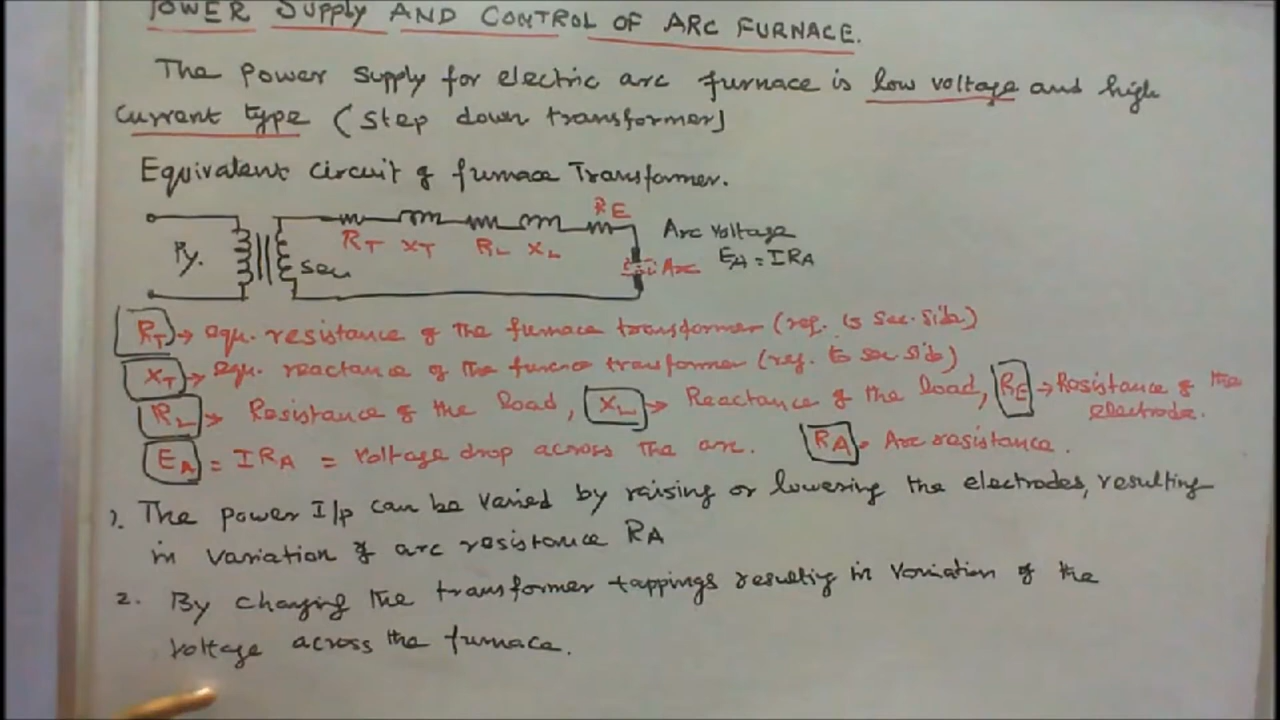 POWER SUPPLY AND CONTROL OF ARC FURNACE.
The power supply for electric arc furnace is low voltage and high
current type (step down transformer)
Equivalent circuit of furnace Transformer.
RE
Arc voltage
Py.
RT XT RL XL
EA = IRA
Sec
Arc
RT → equ. resistance of the furnace transformer (ref. to sec. side)
XT → equ. reactance of the furnace transformer (ref. to sec side)
RL → Resistance of the load, XL → Reactance of the load, RE → Resistance of the
electrode.
EA = IRA = voltage drop across the arc. RA = Arc resistance.
1. The power I/p can be varied by raising or lowering the electrodes, resulting
in variation of arc resistance RA
2. By changing the transformer tappings resulting in variation of the
voltage across the furnace.